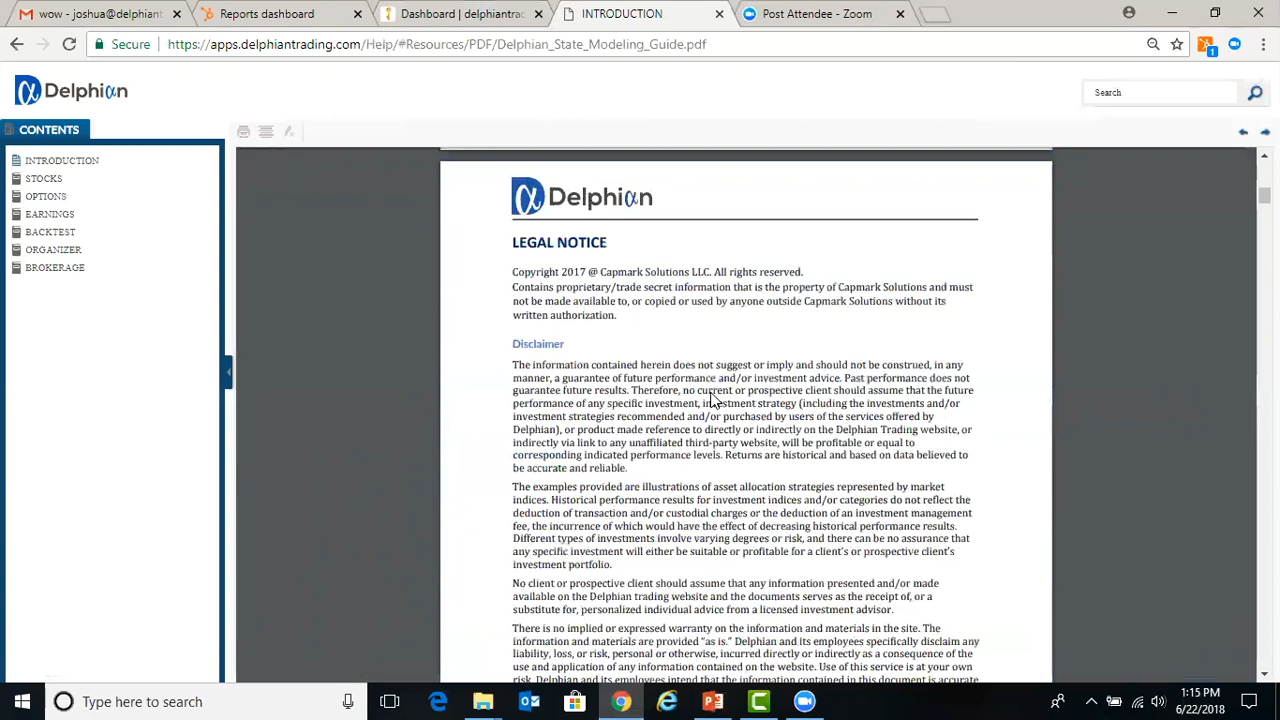 wow - joshua@delphiant
Reports dashboard
Dashboard | delphiantrac
INTRODUCTION
Post Attendee - Zoom
Secure
https://apps.delphiantrading.com/Help/#Resources/PDF/Delphian_State_Modeling_Guide.pdf
1
Delphiαn
Search
CONTENTS
INTRODUCTION
STOCKS
OPTIONS
EARNINGS
BACKTEST
ORGANIZER
BROKERAGE
Delphiαn
LEGAL NOTICE
Copyright 2017 @ Capmark Solutions LLC. All rights reserved.
Contains proprietary/trade secret information that is the property of Capmark Solutions and must
not be made available to, or copied or used by anyone outside Capmark Solutions without its
written authorization.
Disclaimer
The information contained herein does not suggest or imply and should not be construed, in any
manner, a guarantee of future performance and/or investment advice. Past performance does not
guarantee future results. Therefore, no current or prospective client should assume that the future
performance of any specific investment, investment strategy (including the investments and/or
investment strategies recommended and/or purchased by users of the services offered by
Delphian), or product made reference to directly or indirectly on the Delphian Trading website, or
indirectly via link to any unaffiliated third-party website, will be profitable or equal to
corresponding indicated performance levels. Returns are historical and based on data believed to
be accurate and reliable.
The examples provided are illustrations of asset allocation strategies represented by market
indices. Historical performance results for investment indices and/or categories do not reflect the
deduction of transaction and/or custodial charges or the deduction of an investment management
fee, the incurrence of which would have the effect of decreasing historical performance results.
Different types of investments involve varying degrees or risk, and there can be no assurance that
any specific investment will either be suitable or profitable for a client's or prospective client's
investment portfolio.
No client or prospective client should assume that any information presented and/or made
available on the Delphian trading website and the documents serves as the receipt of, or a
substitute for, personalized individual advice from a licensed investment advisor.
There is no implied or expressed warranty on the information and materials in the site. The
information and materials are provided "as is." Delphian and its employees specifically disclaim any
liability, loss, or risk, personal or otherwise, incurred directly or indirectly as a consequence of the
use and application of any information contained on the website. Use of this service is at your own
risk. Delphian and its employees intend that the information contained in this document is accurate
Type here to search
1:15 PM
6/22/2018